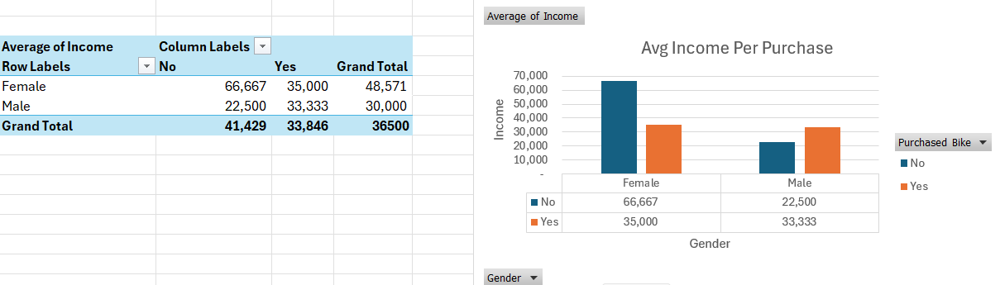 Average of Income Column Labels
Row Labels No Yes Grand Total
Female 66,667 35,000 48,571
Male 22,500 33,333 30,000
Grand Total 41,429 33,846 36500
Average of Income
Avg Income Per Purchase
Income
70,000
60,000
50,000
40,000
30,000
20,000
10,000
-
Female Male
No 66,667 22,500
Yes 35,000 33,333
Gender
Purchased Bike
No
Yes
Gender